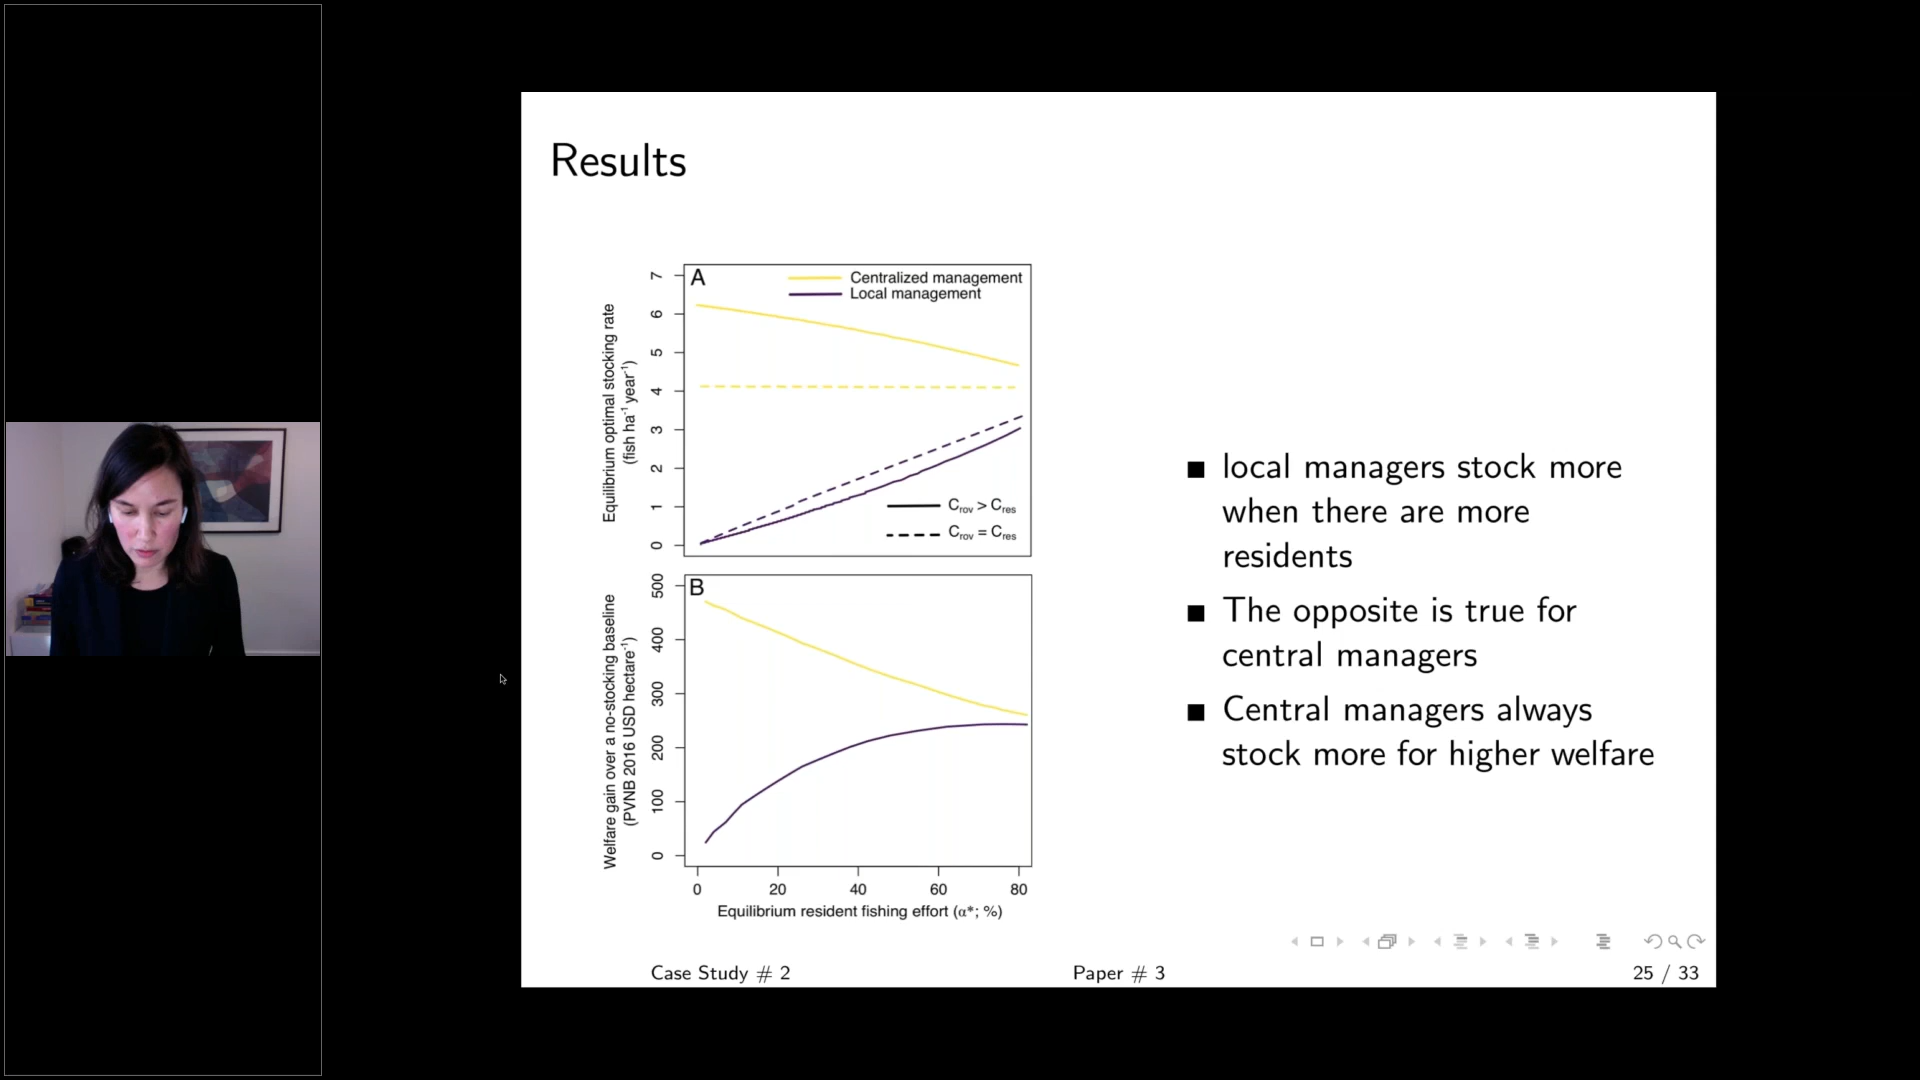 Results
A
Centralized management
Local management
7
6
5
4
3
2
1
0
Equilibrium optimal stocking rate
(fish ha⁻¹ year⁻¹)
C_rov > C_res
C_rov = C_res
B
500
400
300
200
100
0
Welfare gain over a no-stocking baseline
(PVNB 2016 USD hectare⁻¹)
0 20 40 60 80
Equilibrium resident fishing effort (α*; %)
■ local managers stock more
when there are more
residents
■ The opposite is true for
central managers
■ Central managers always
stock more for higher welfare
Case Study # 2 Paper # 3 25 / 33